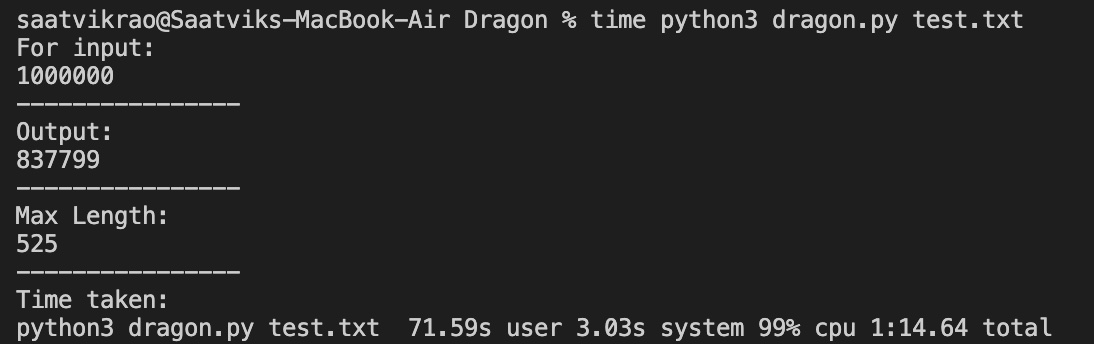 saatvikrao@Saatviks-MacBook-Air Dragon % time python3 dragon.py test.txt
For input:
1000000
----------------
Output:
837799
----------------
Max Length:
525
----------------
Time taken:
python3 dragon.py test.txt  71.59s user 3.03s system 99% cpu 1:14.64 total